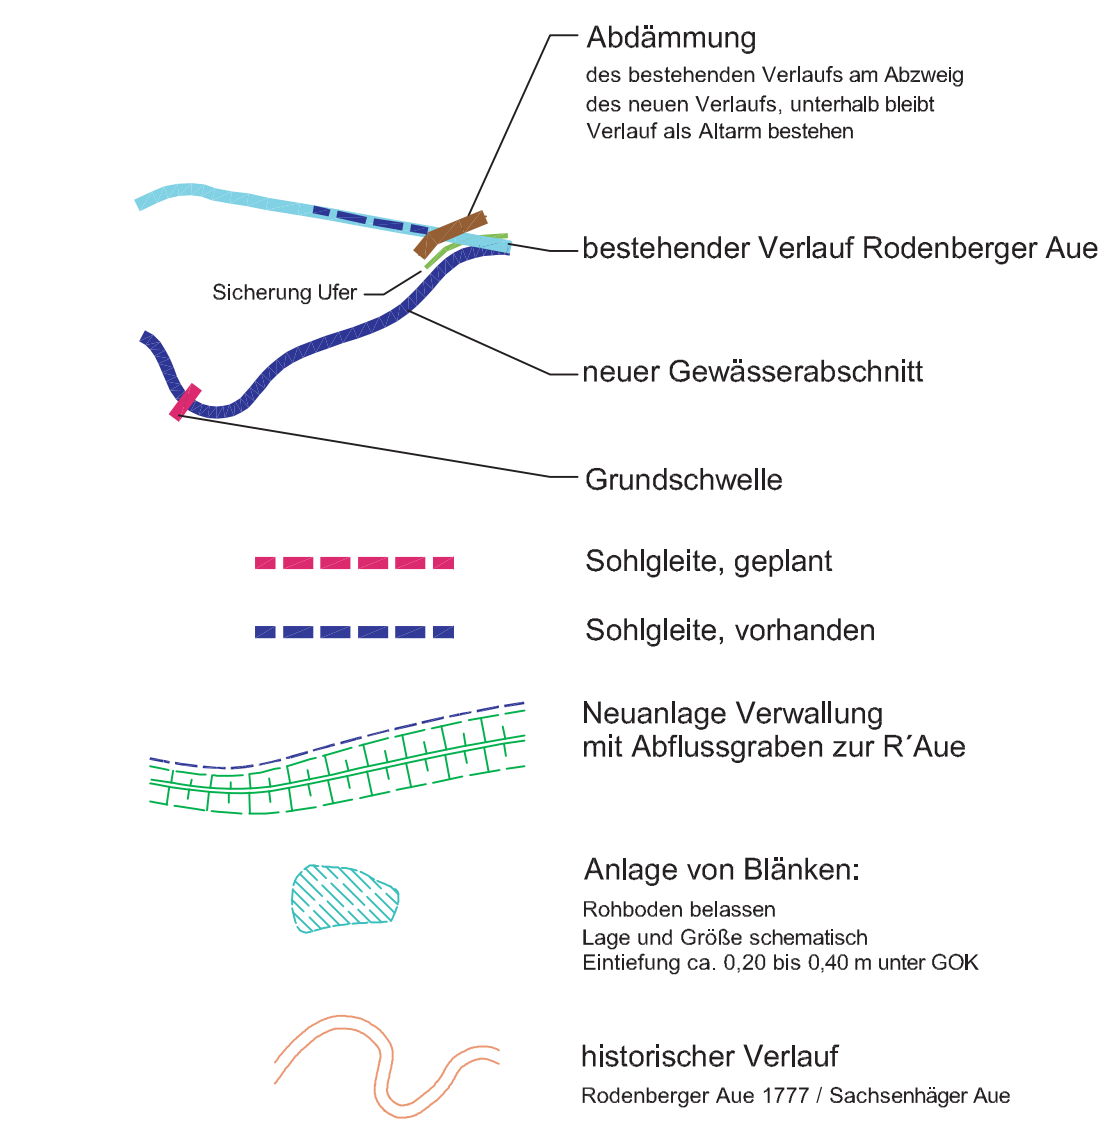 Abdämmung
des bestehenden Verlaufs am Abzweig
des neuen Verlaufs, unterhalb bleibt
Verlauf als Altarm bestehen
bestehender Verlauf Rodenberger Aue
Sicherung Ufer
neuer Gewässerabschnitt
Grundschwelle
Sohlgleite, geplant
Sohlgleite, vorhanden
Neuanlage Verwallung
mit Abflussgraben zur R´Aue
Anlage von Blänken:
Rohboden belassen
Lage und Größe schematisch
Eintiefung ca. 0,20 bis 0,40 m unter GOK
historischer Verlauf
Rodenberger Aue 1777 / Sachsenhäger Aue